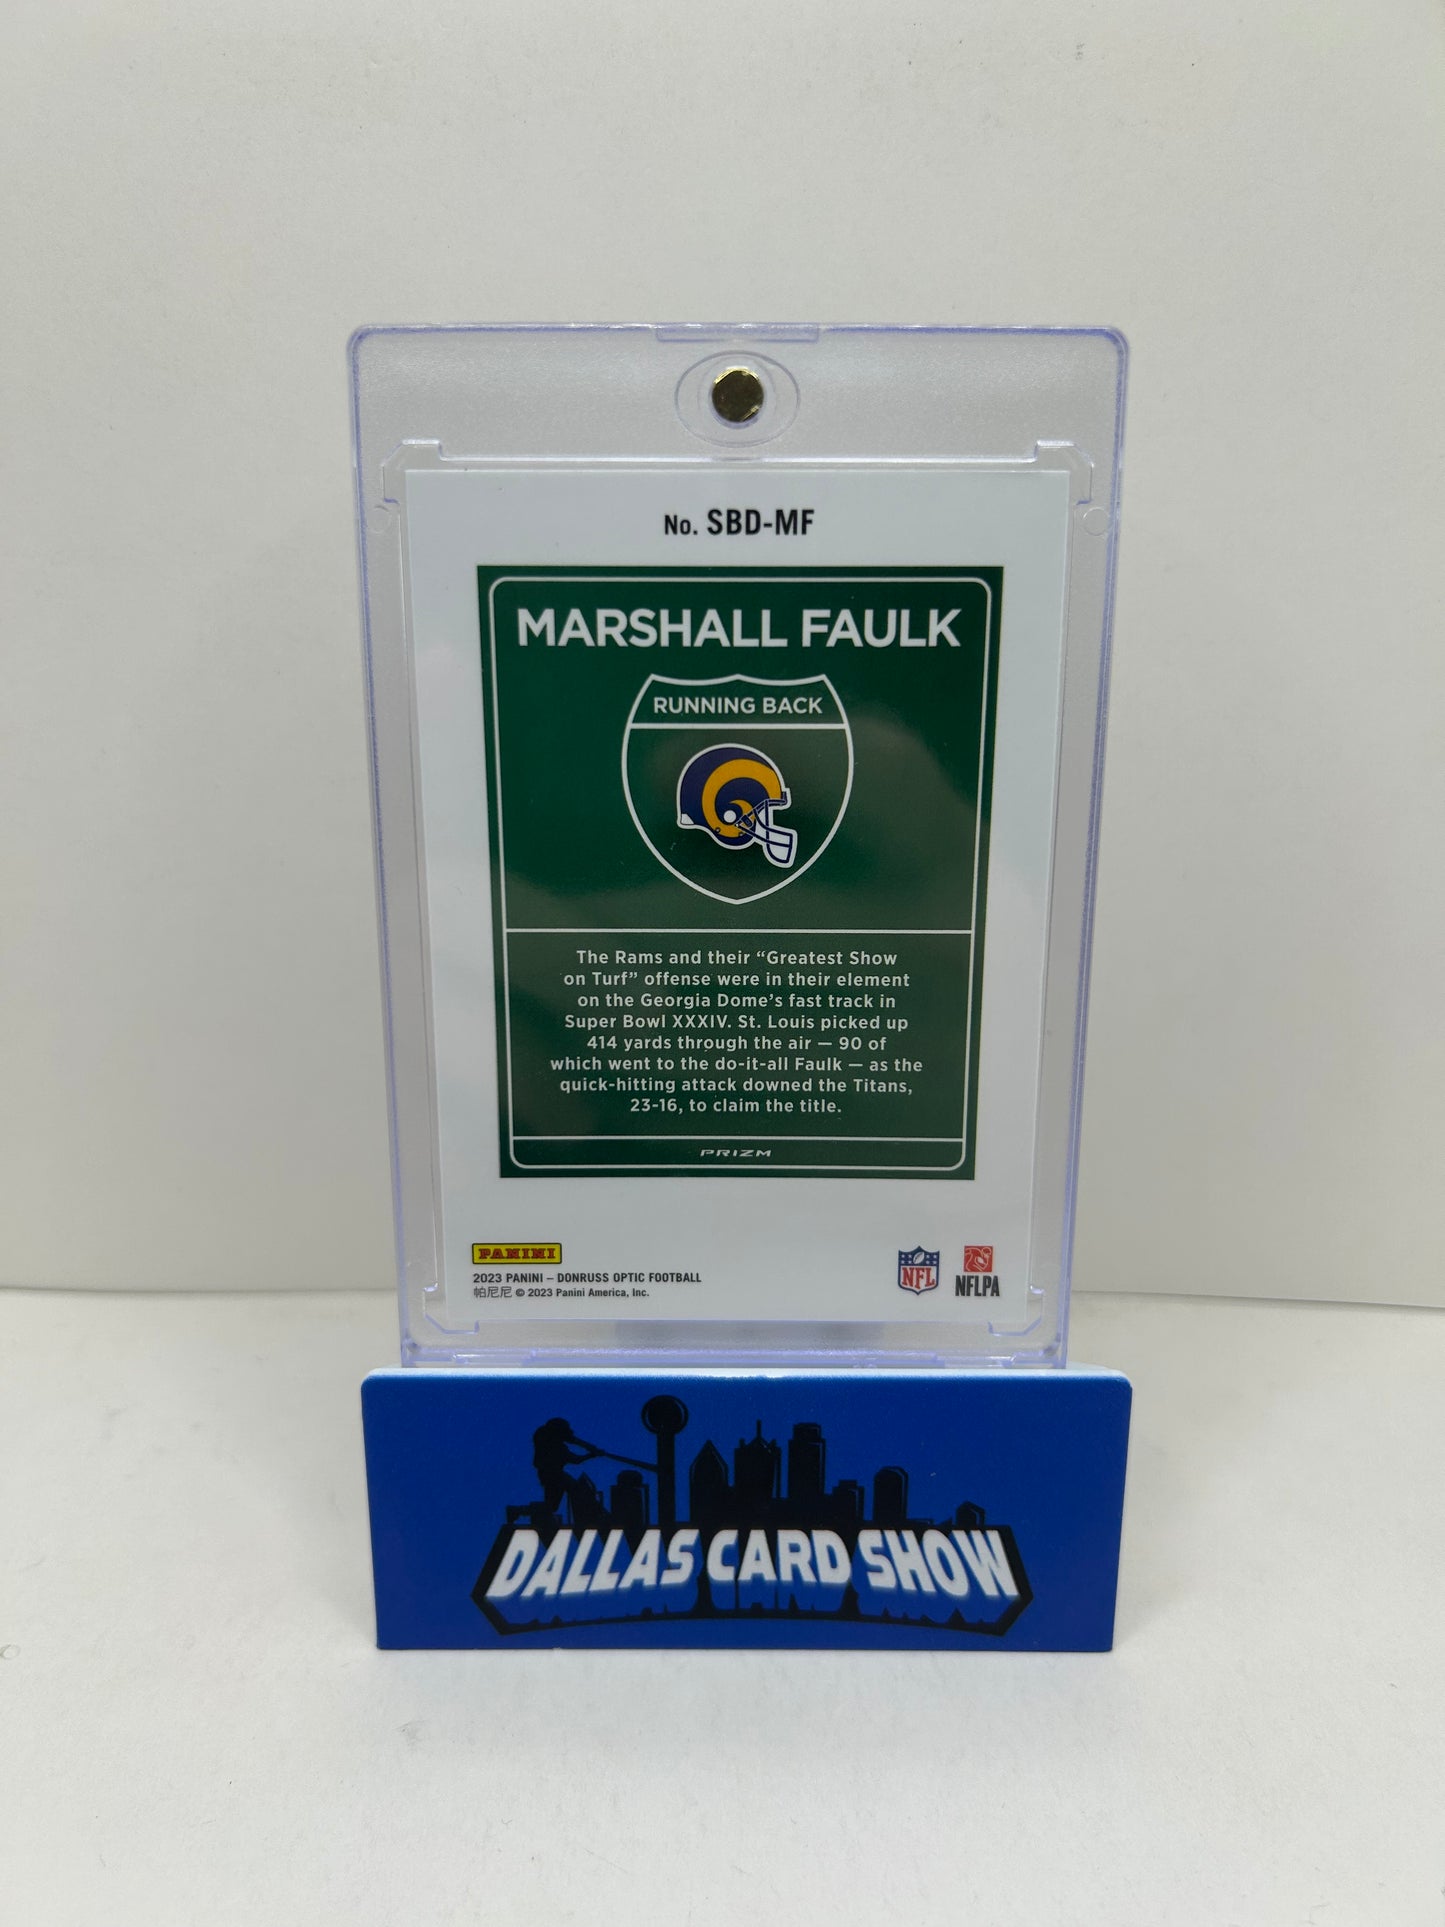 No. SBD-MF
MARSHALL FAULK
RUNNING BACK
The Rams and their “Greatest Show
on Turf” offense were in their element
on the Georgia Dome’s fast track in
Super Bowl XXXIV. St. Louis picked up
414 yards through the air — 90 of
which went to the do-it-all Faulk — as the
quick-hitting attack downed the Titans,
23-16, to claim the title.
PRIZM
PANINI
2023 PANINI – DONRUSS OPTIC FOOTBALL
帕尼尼 © 2023 Panini America, Inc.
NFL
NFLPA
DALLAS CARD SHOW